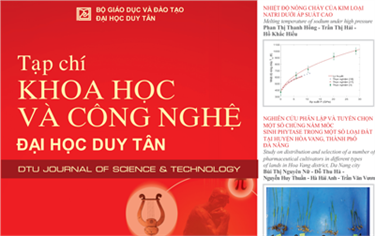 BỘ GIÁO DỤC VÀ ĐÀO TẠO
ĐẠI HỌC DUY TÂN
Tạp chí
KHOA HỌC
VÀ CÔNG NGHỆ
ĐẠI HỌC DUY TÂN
DTU JOURNAL OF SCIENCE & TECHNOLOGY
NHIỆT ĐỘ NÓNG CHẢY CỦA KIM LOẠI
NATRI DƯỚI ÁP SUẤT CAO
Melting temperature of sodium under high pressure
Phan Thị Thanh Hồng - Trần Thị Hải -
Hồ Khắc Hiếu
NGHIÊN CỨU PHÂN LẬP VÀ TUYỂN CHỌN
MỘT SỐ CHỦNG NẤM MỐC
SINH PHYTASE TRONG MỘT SỐ LOẠI ĐẤT
TẠI HUYỆN HÒA VANG, THÀNH PHỐ
ĐÀ NẴNG
Study on distribution and selection of a number of
pharmaceutical cultivators in different types
of lands in Hoa Vang district, Da Nang city
Bùi Thị Nguyên Nữ - Đỗ Thu Hà -
Nguyễn Huy Thuần - Hà Hải Anh - Trần Văn Vươn